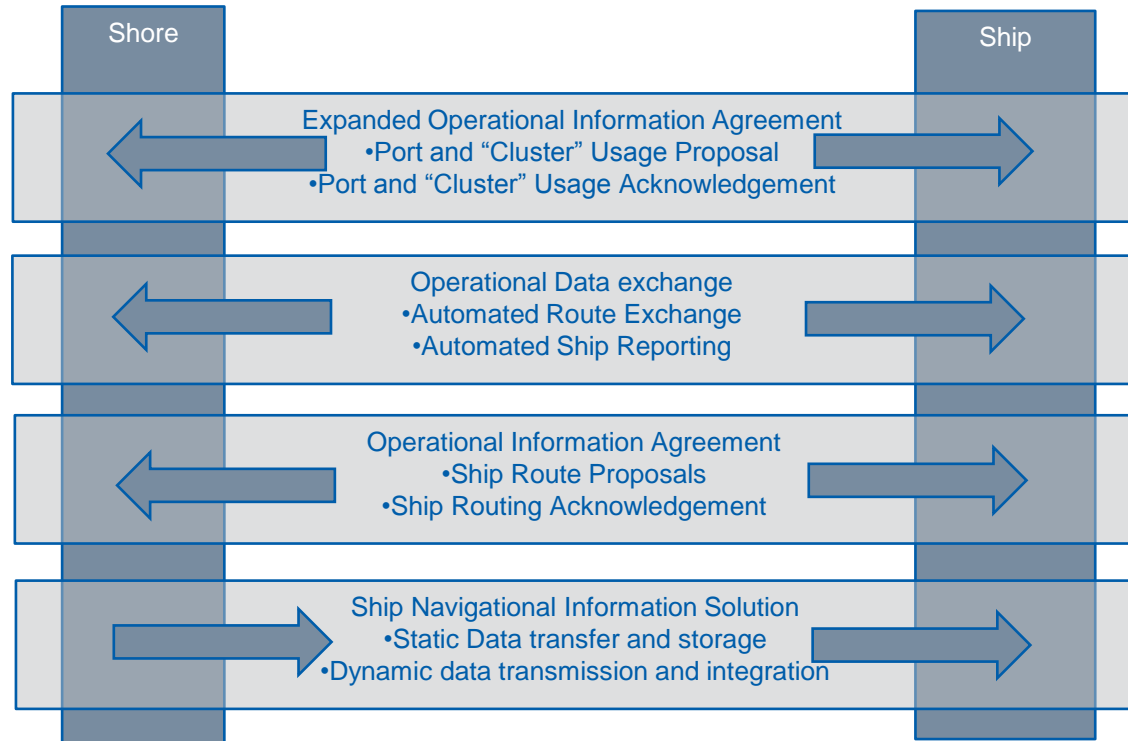 Shore
Ship
Expanded Operational Information Agreement
•Port and “Cluster” Usage Proposal
•Port and “Cluster” Usage Acknowledgement
Operational Data exchange
•Automated Route Exchange
•Automated Ship Reporting
Operational Information Agreement
•Ship Route Proposals
•Ship Routing Acknowledgement
Ship Navigational Information Solution
•Static Data transfer and storage
•Dynamic data transmission and integration